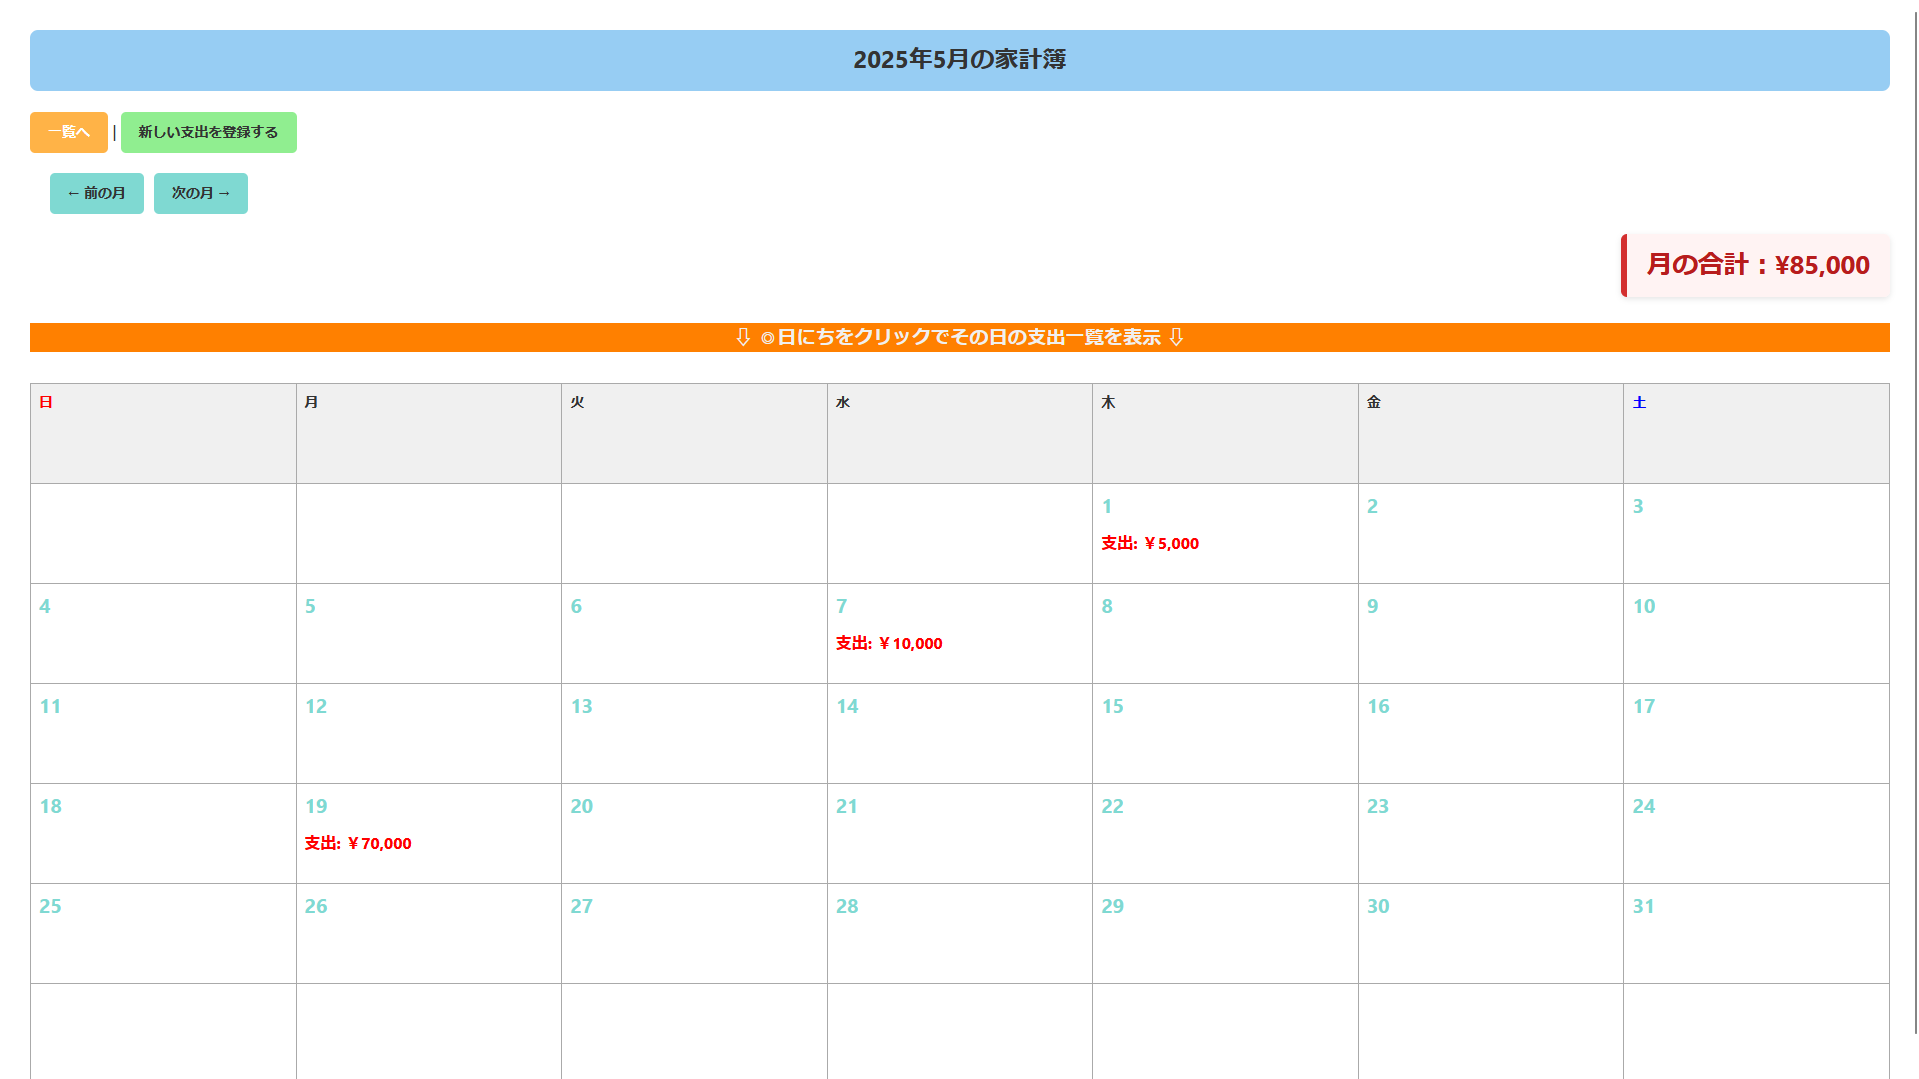 2025年5月の家計簿
一覧へ | 新しい支出を登録する
← 前の月 次の月 →
月の合計：¥85,000
⇩ ◎日にちをクリックでその日の支出一覧を表示 ⇩
日 月 火 水 木 金 土
1 2 3
支出: ￥5,000
4 5 6 7 8 9 10
支出: ￥10,000
11 12 13 14 15 16 17
18 19 20 21 22 23 24
支出: ￥70,000
25 26 27 28 29 30 31